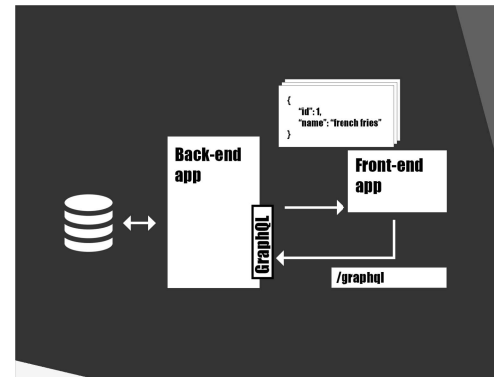 {
"id": 1,
"name": "french fries"
}
Back-end
app
Front-end
app
GraphQL
/graphql